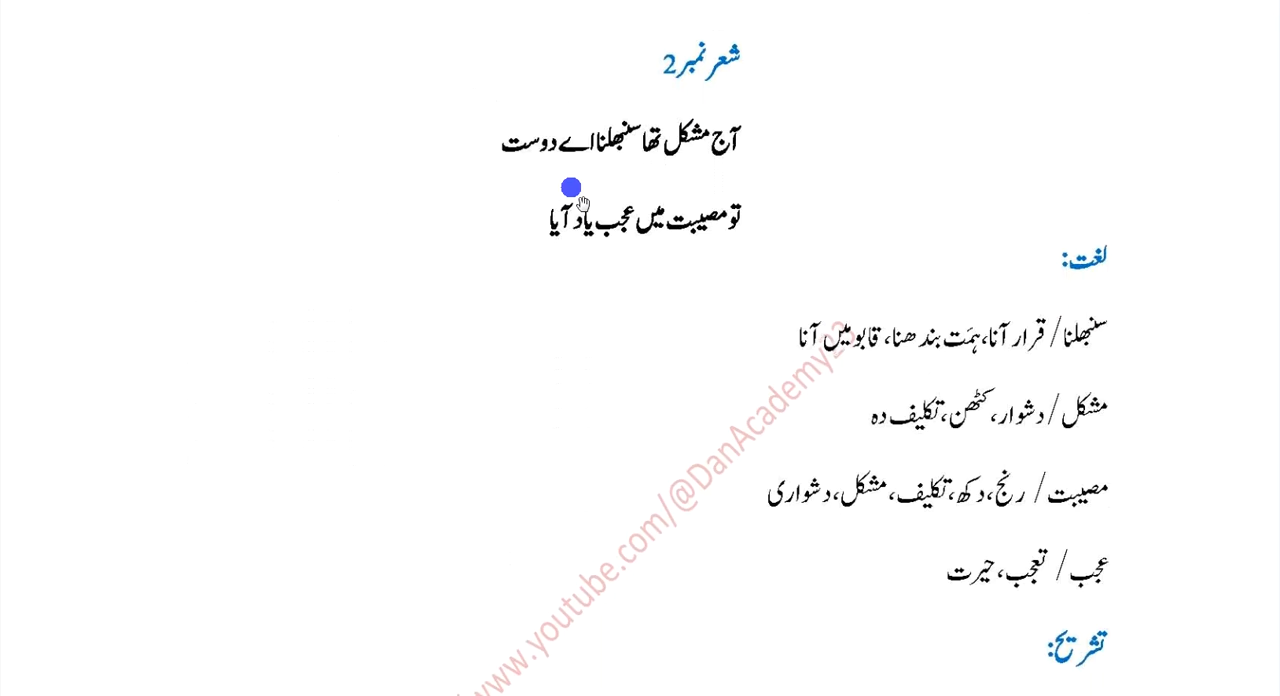 شعر نمبر 2
آج مشکل تھا سنبھلنا اے دوست
تو مصیبت میں عجب یاد آیا
لغت:
سنبھلنا / قرار آنا، ہمَت بندھنا، قابو میں آنا
مشکل / دشوار، کٹھن، تکلیف دہ
مصیبت / رنج، دکھ، تکلیف، مشکل، دشواری
عجب / تعجب، حیرت
تشریح:
www.youtube.com/@DanAcademy23